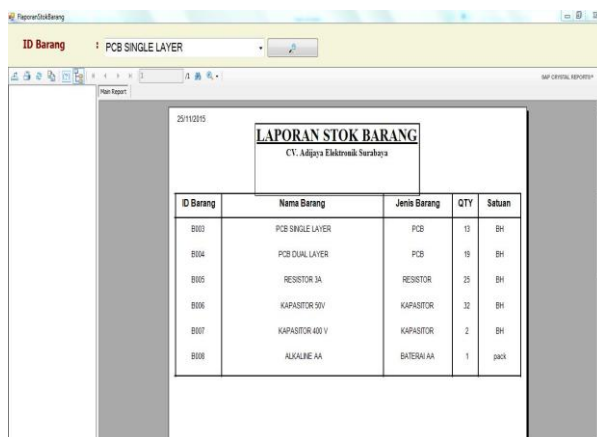 FlaporanStokBarang
ID Barang : PCB SINGLE LAYER
1 /1
SAP CRYSTAL REPORTS®
Main Report
25/11/2015
LAPORAN STOK BARANG
CV. Adijaya Elektronik Surabaya
ID Barang Nama Barang Jenis Barang QTY Satuan
B003 PCB SINGLE LAYER PCB 13 BH
B004 PCB DUAL LAYER PCB 19 BH
B005 RESISTOR 3A RESISTOR 25 BH
B006 KAPASITOR 50V KAPASITOR 32 BH
B007 KAPASITOR 400 V KAPASITOR 2 BH
B008 ALKALINE AA BATERAI AA 1 pack